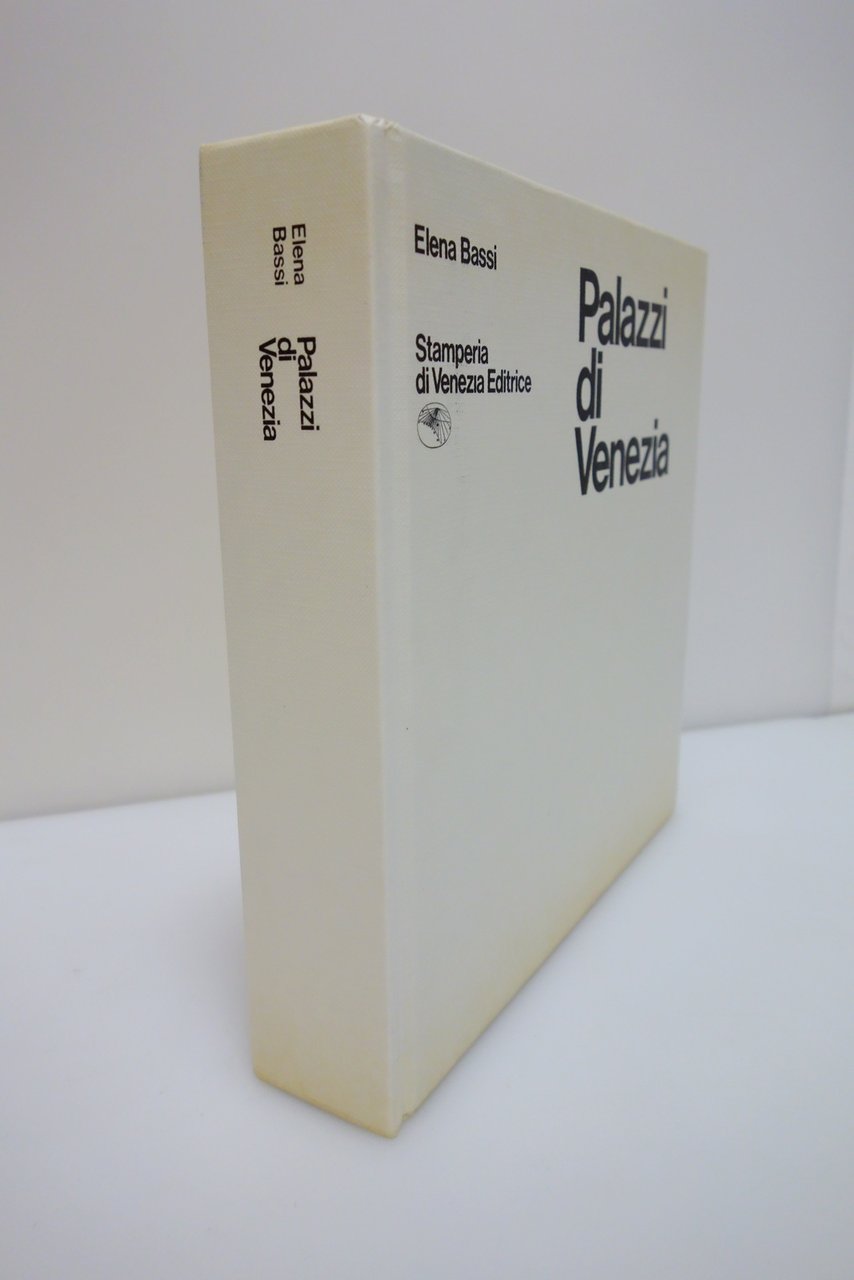 Elena
Bassi
Palazzi
di
Venezia
Elena Bassi
Stamperia
di Venezia Editrice
Palazzi
di
Venezia